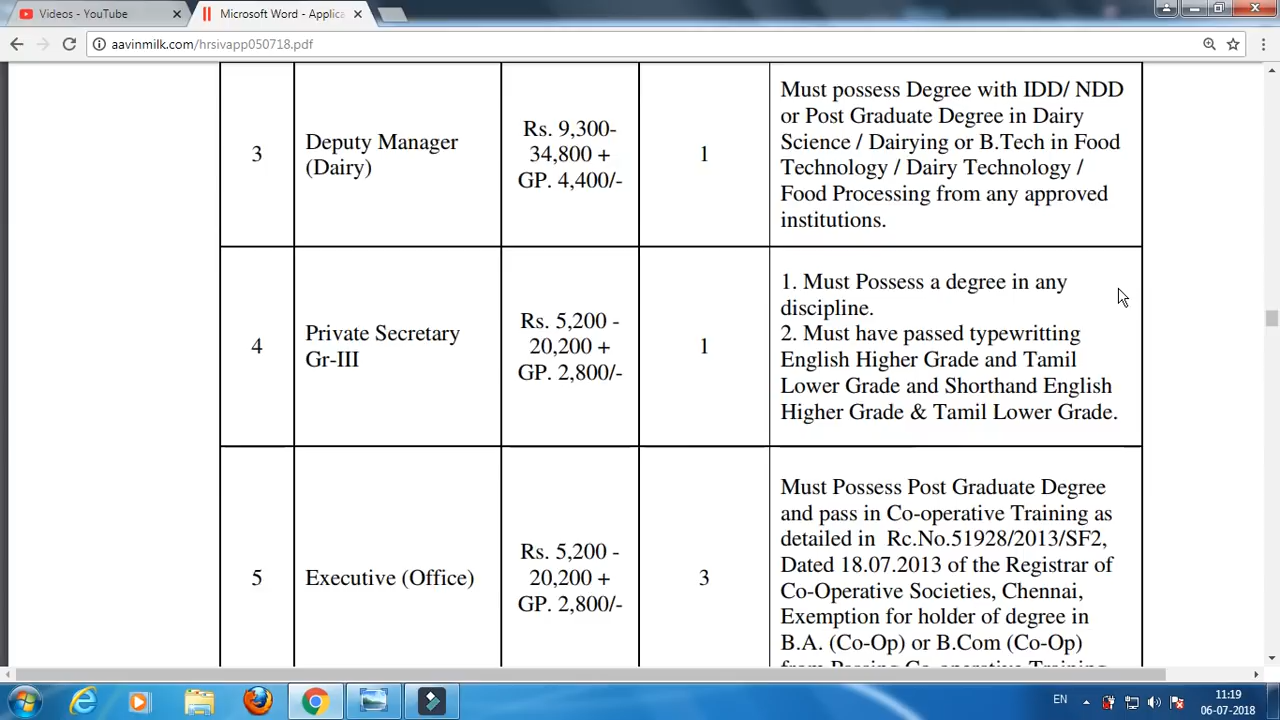 Videos - YouTube
Microsoft Word - Applica
aavinmilk.com/hrsivapp050718.pdf
3
Deputy Manager
(Dairy)
Rs. 9,300-
34,800 +
GP. 4,400/-
1
Must possess Degree with IDD/ NDD
or Post Graduate Degree in Dairy
Science / Dairying or B.Tech in Food
Technology / Dairy Technology /
Food Processing from any approved
institutions.
4
Private Secretary
Gr-III
Rs. 5,200 -
20,200 +
GP. 2,800/-
1
1. Must Possess a degree in any
discipline.
2. Must have passed typewritting
English Higher Grade and Tamil
Lower Grade and Shorthand English
Higher Grade & Tamil Lower Grade.
5
Executive (Office)
Rs. 5,200 -
20,200 +
GP. 2,800/-
3
Must Possess Post Graduate Degree
and pass in Co-operative Training as
detailed in Rc.No.51928/2013/SF2,
Dated 18.07.2013 of the Registrar of
Co-Operative Societies, Chennai,
Exemption for holder of degree in
B.A. (Co-Op) or B.Com (Co-Op)
from Passing Co-operative Training
EN
11:19
06-07-2018